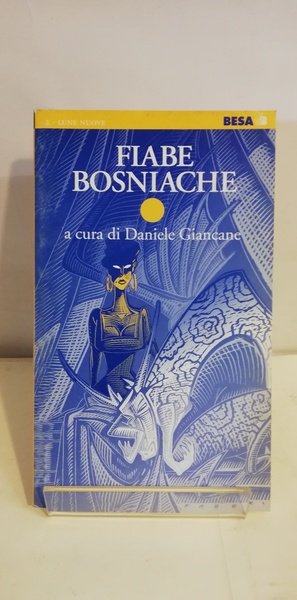 2 - LUNE NUOVE
BESA
FIABE
BOSNIACHE
a cura di Daniele Giancane